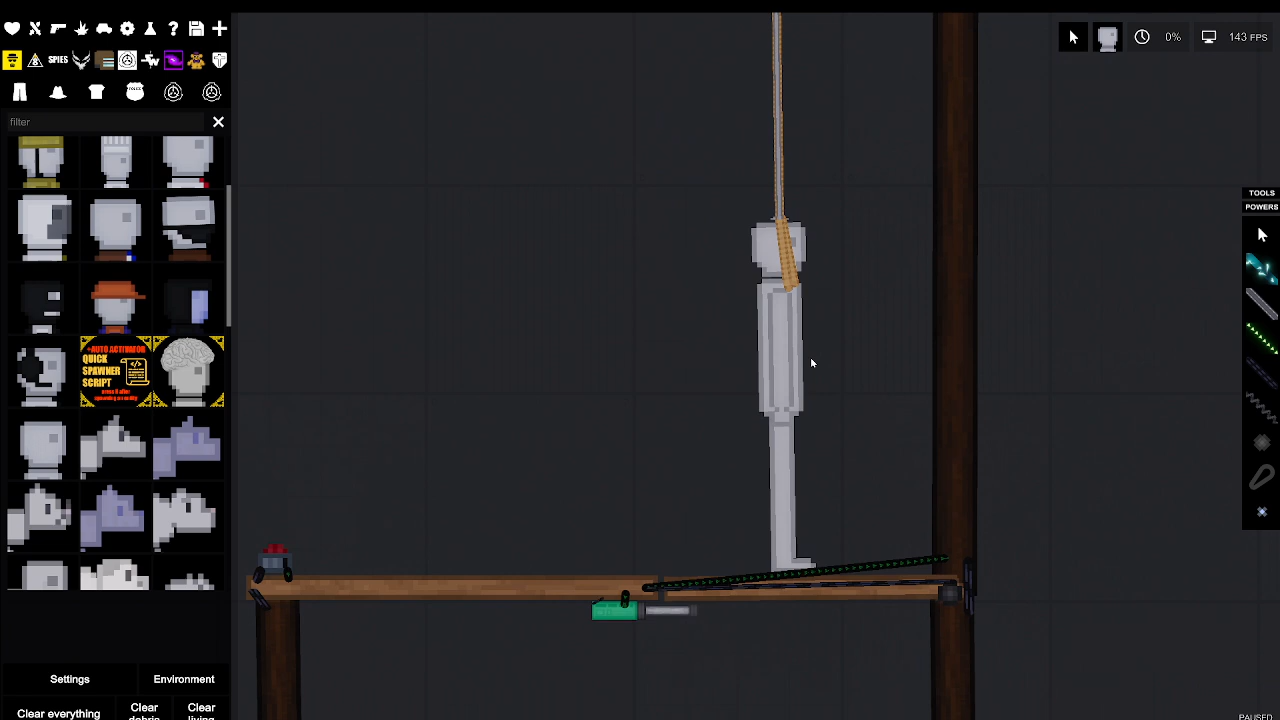 0%
143 FPS
SPIES
POLICE
filter
TOOLS
POWERS
+AUTO ACTIVATOR
QUICK
SPAWNER
SCRIPT
Settings
Environment
Clear everything
Clear
debris
Clear
living
PAUSED